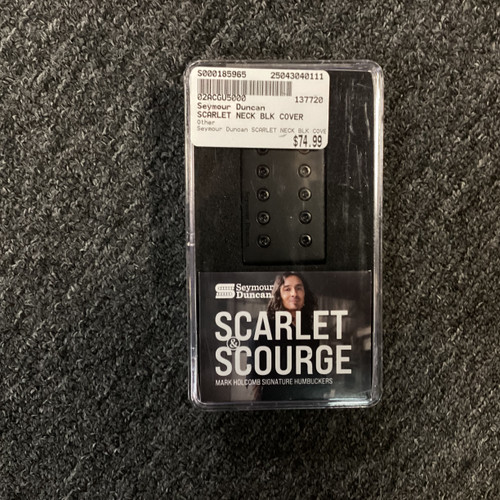 S000185965 25043040111
02ACGU5000 137720
Seymour Duncan
SCARLET NECK BLK COVER
Other
Seymour Duncan SCARLET NECK BLK COVE
$74.99
Seymour
Duncan
SCARLET
&
SCOURGE
MARK HOLCOMB SIGNATURE HUMBUCKERS